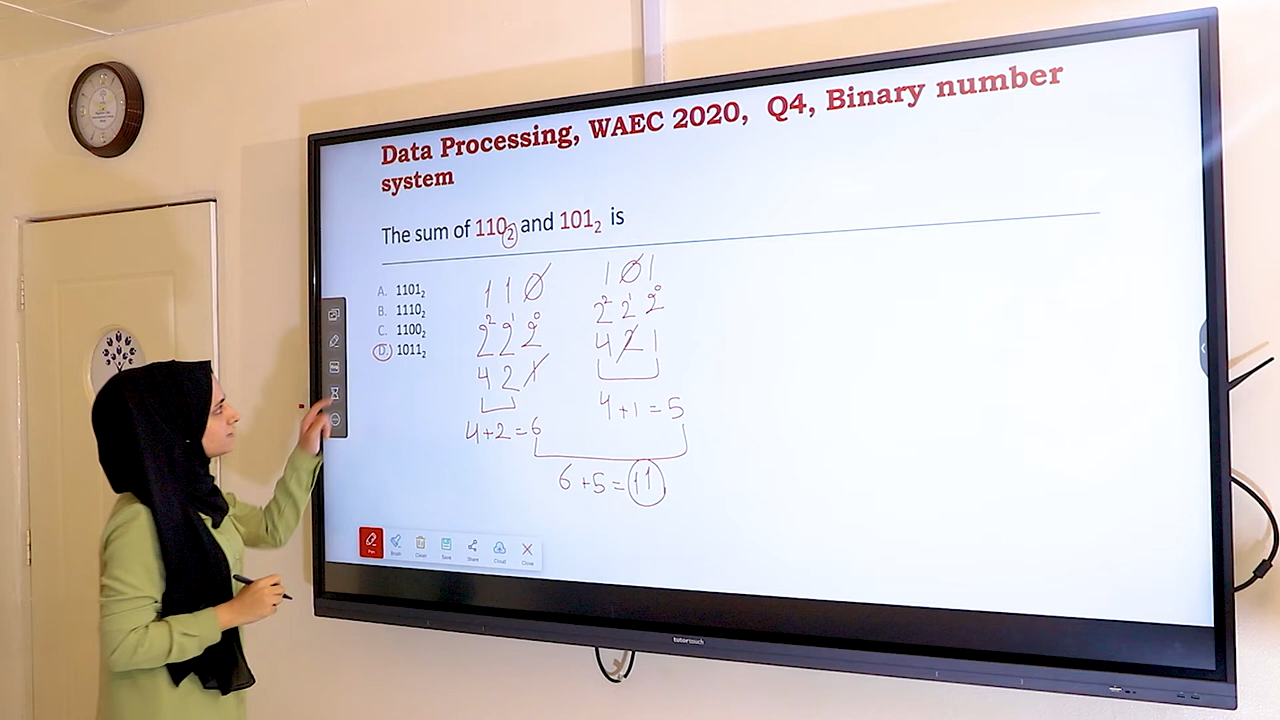 Data Processing, WAEC 2020, Q4, Binary number
system
The sum of 110₂ and 101₂ is
A. 1101₂
B. 1110₂
C. 1100₂
D. 1011₂
1 1 0
2² 2¹ 2⁰
4 2 1
4+2=6
1 0 1
2² 2¹ 2⁰
4 2 1
4+1=5
6+5=11
Pen
Brush
Clean
Save
Share
Cloud
Close
tutortouch